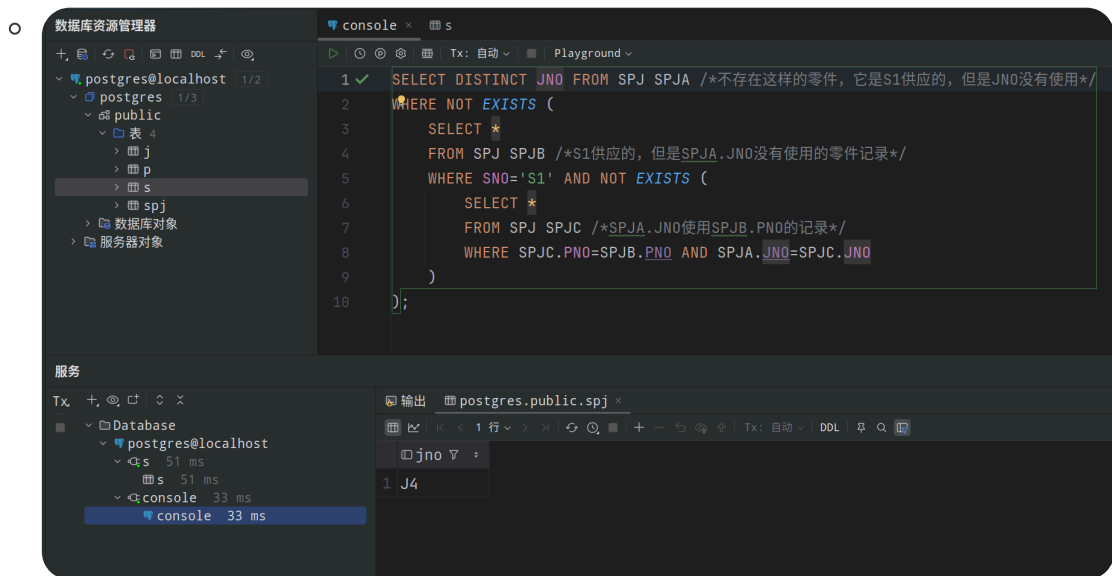 数据库资源管理器
console
s
DDL
Tx: 自动
Playground
postgres@localhost 1/2
postgres 1/3
public
表 4
j
p
s
spj
数据库对象
服务器对象
1 SELECT DISTINCT JNO FROM SPJ SPJA /*不存在这样的零件，它是S1供应的，但是JNO没有使用*/
2 WHERE NOT EXISTS (
3 SELECT *
4 FROM SPJ SPJB /*S1供应的，但是SPJA.JNO没有使用的零件记录*/
5 WHERE SNO='S1' AND NOT EXISTS (
6 SELECT *
7 FROM SPJ SPJC /*SPJA.JNO使用SPJB.PNO的记录*/
8 WHERE SPJC.PNO=SPJB.PNO AND SPJA.JNO=SPJC.JNO
9 )
10 );
服务
Tx
Database
postgres@localhost
s 51 ms
s 51 ms
console 33 ms
console 33 ms
输出
postgres.public.spj
1 行
Tx: 自动
DDL
jno
1 J4